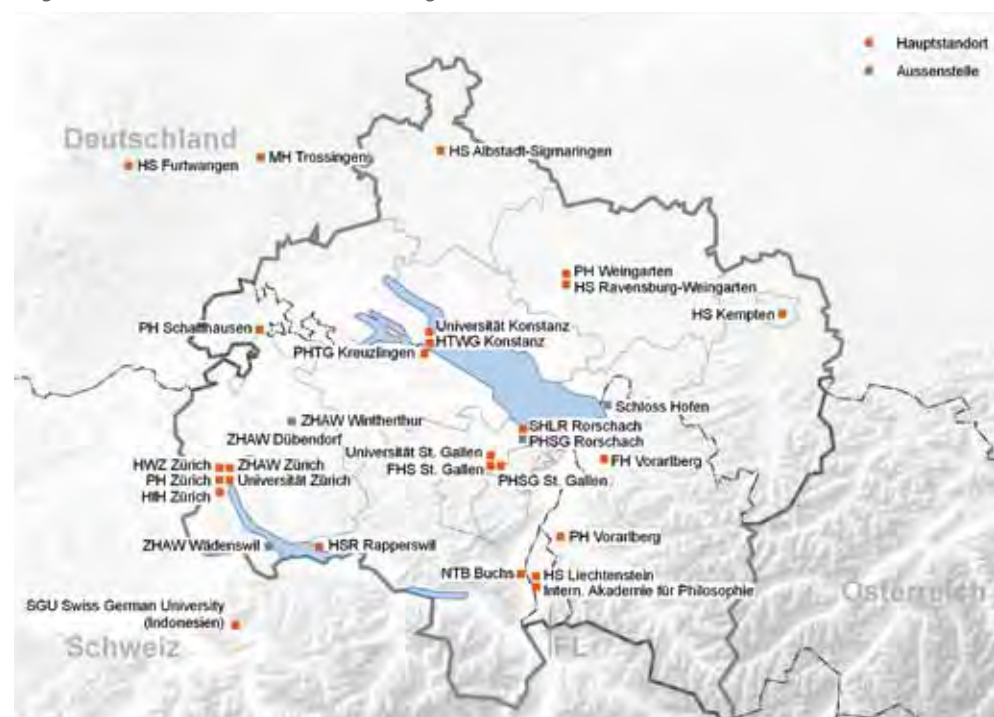 Hauptstandort
Aussenstelle
Deutschland
HS Furtwangen
MH Trossingen
HS Albstadt-Sigmaringen
PH Weingarten
HS Ravensburg-Weingarten
HS Kempten
PH Schaffhausen
Universität Konstanz
HTWG Konstanz
PHTG Kreuzlingen
Schloss Hofen
ZHAW Wintherthur
ZHAW Dübendorf
SHLR Rorschach
PHSG Rorschach
Universität St. Gallen
FHS St. Gallen
PHSG St. Gallen
FH Vorarlberg
HWZ Zürich
ZHAW Zürich
PH Zürich
Universität Zürich
HfH Zürich
ZHAW Wädenswil
HSR Rapperswil
PH Vorarlberg
NTB Buchs
HS Liechtenstein
Intern. Akademie für Philosophie
SGU Swiss German University
(Indonesien)
Schweiz
FL
Österreich